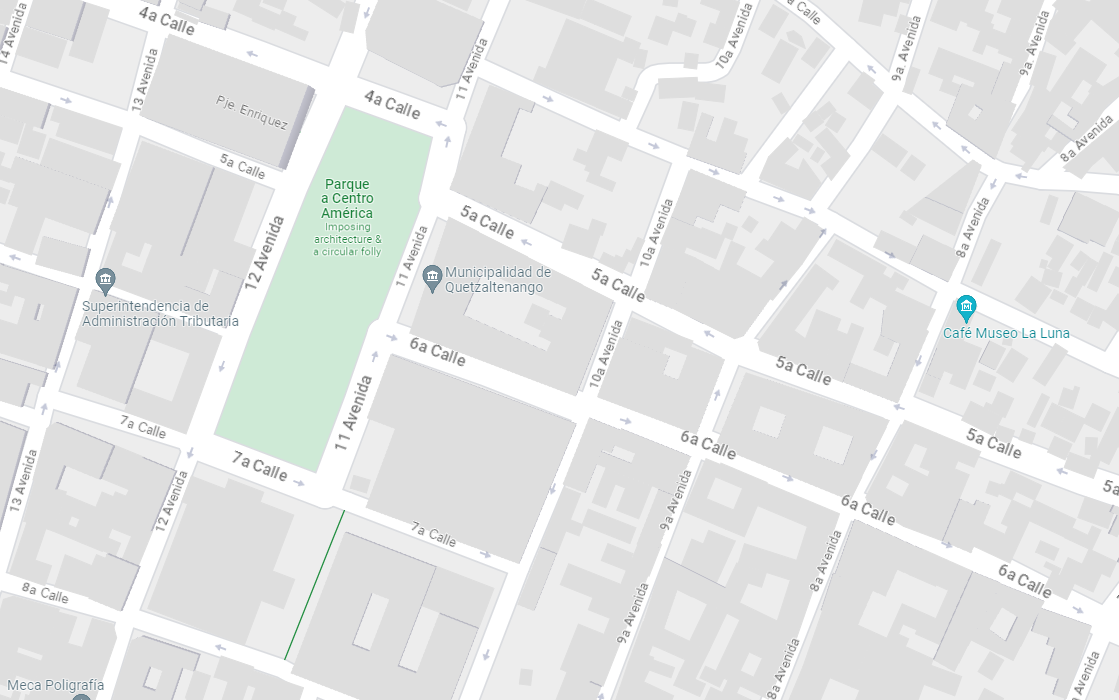 14 Avenida
4a Calle
13 Avenida
Pje. Enriquez
5a Calle
4a Calle
11 Avenida
10a Avenida
a Calle
9a. Avenida
9a. Avenida
8a Avenida
Parque
a Centro
América
Imposing
architecture &
a circular folly
12 Avenida
11 Avenida
5a Calle
10a Avenida
8a Avenida
Municipalidad de
Quetzaltenango
5a Calle
Superintendencia de
Administración Tributaria
Café Museo La Luna
6a Calle
10a Avenida
5a Calle
11 Avenida
7a Calle
7a Calle
6a Calle
5a Calle
5a
13 Avenida
12 Avenida
7a Calle
9a Avenida
6a Calle
8a Avenida
6a Calle
8a Calle
9a Avenida
8a Avenida
a Avenida
Meca Poligrafía